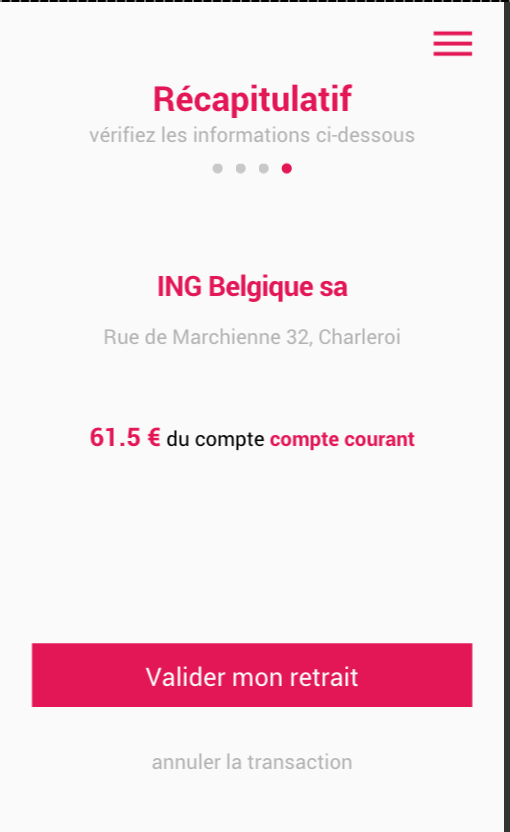 Récapitulatif
vérifiez les informations ci-dessous
ING Belgique sa
Rue de Marchienne 32, Charleroi
61.5 € du compte compte courant
Valider mon retrait
annuler la transaction